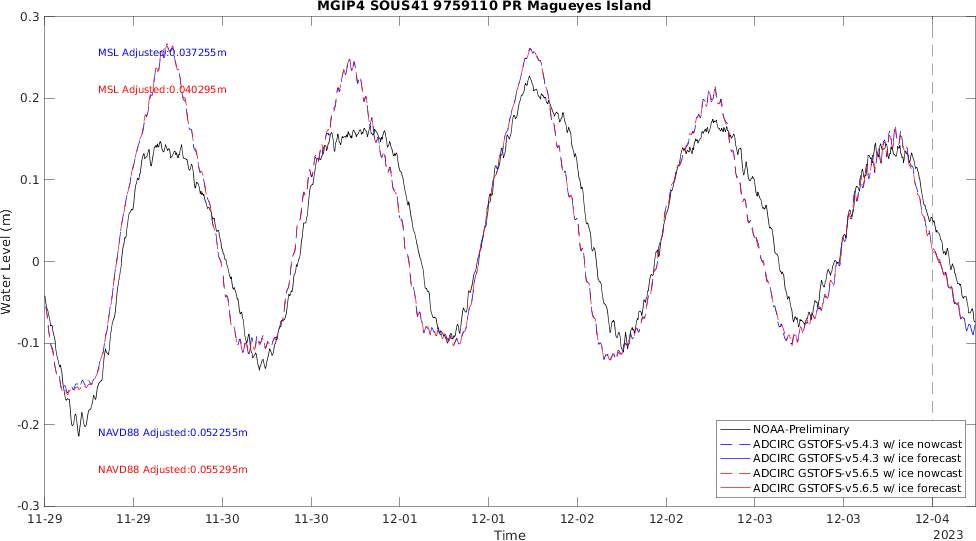 MGIP4 SOUS41 9759110 PR Magueyes Island
0.3
0.2
0.1
0
-0.1
-0.2
-0.3
Water Level (m)
MSL Adjusted:0.037255m
MSL Adjusted:0.040295m
NAVD88 Adjusted:0.052255m
NAVD88 Adjusted:0.055295m
NOAA-Preliminary
ADCIRC GSTOFS-v5.4.3 w/ ice nowcast
ADCIRC GSTOFS-v5.4.3 w/ ice forecast
ADCIRC GSTOFS-v5.6.5 w/ ice nowcast
ADCIRC GSTOFS-v5.6.5 w/ ice forecast
11-29 11-29 11-30 11-30 12-01 12-01 12-02 12-02 12-03 12-03 12-04
2023
Time